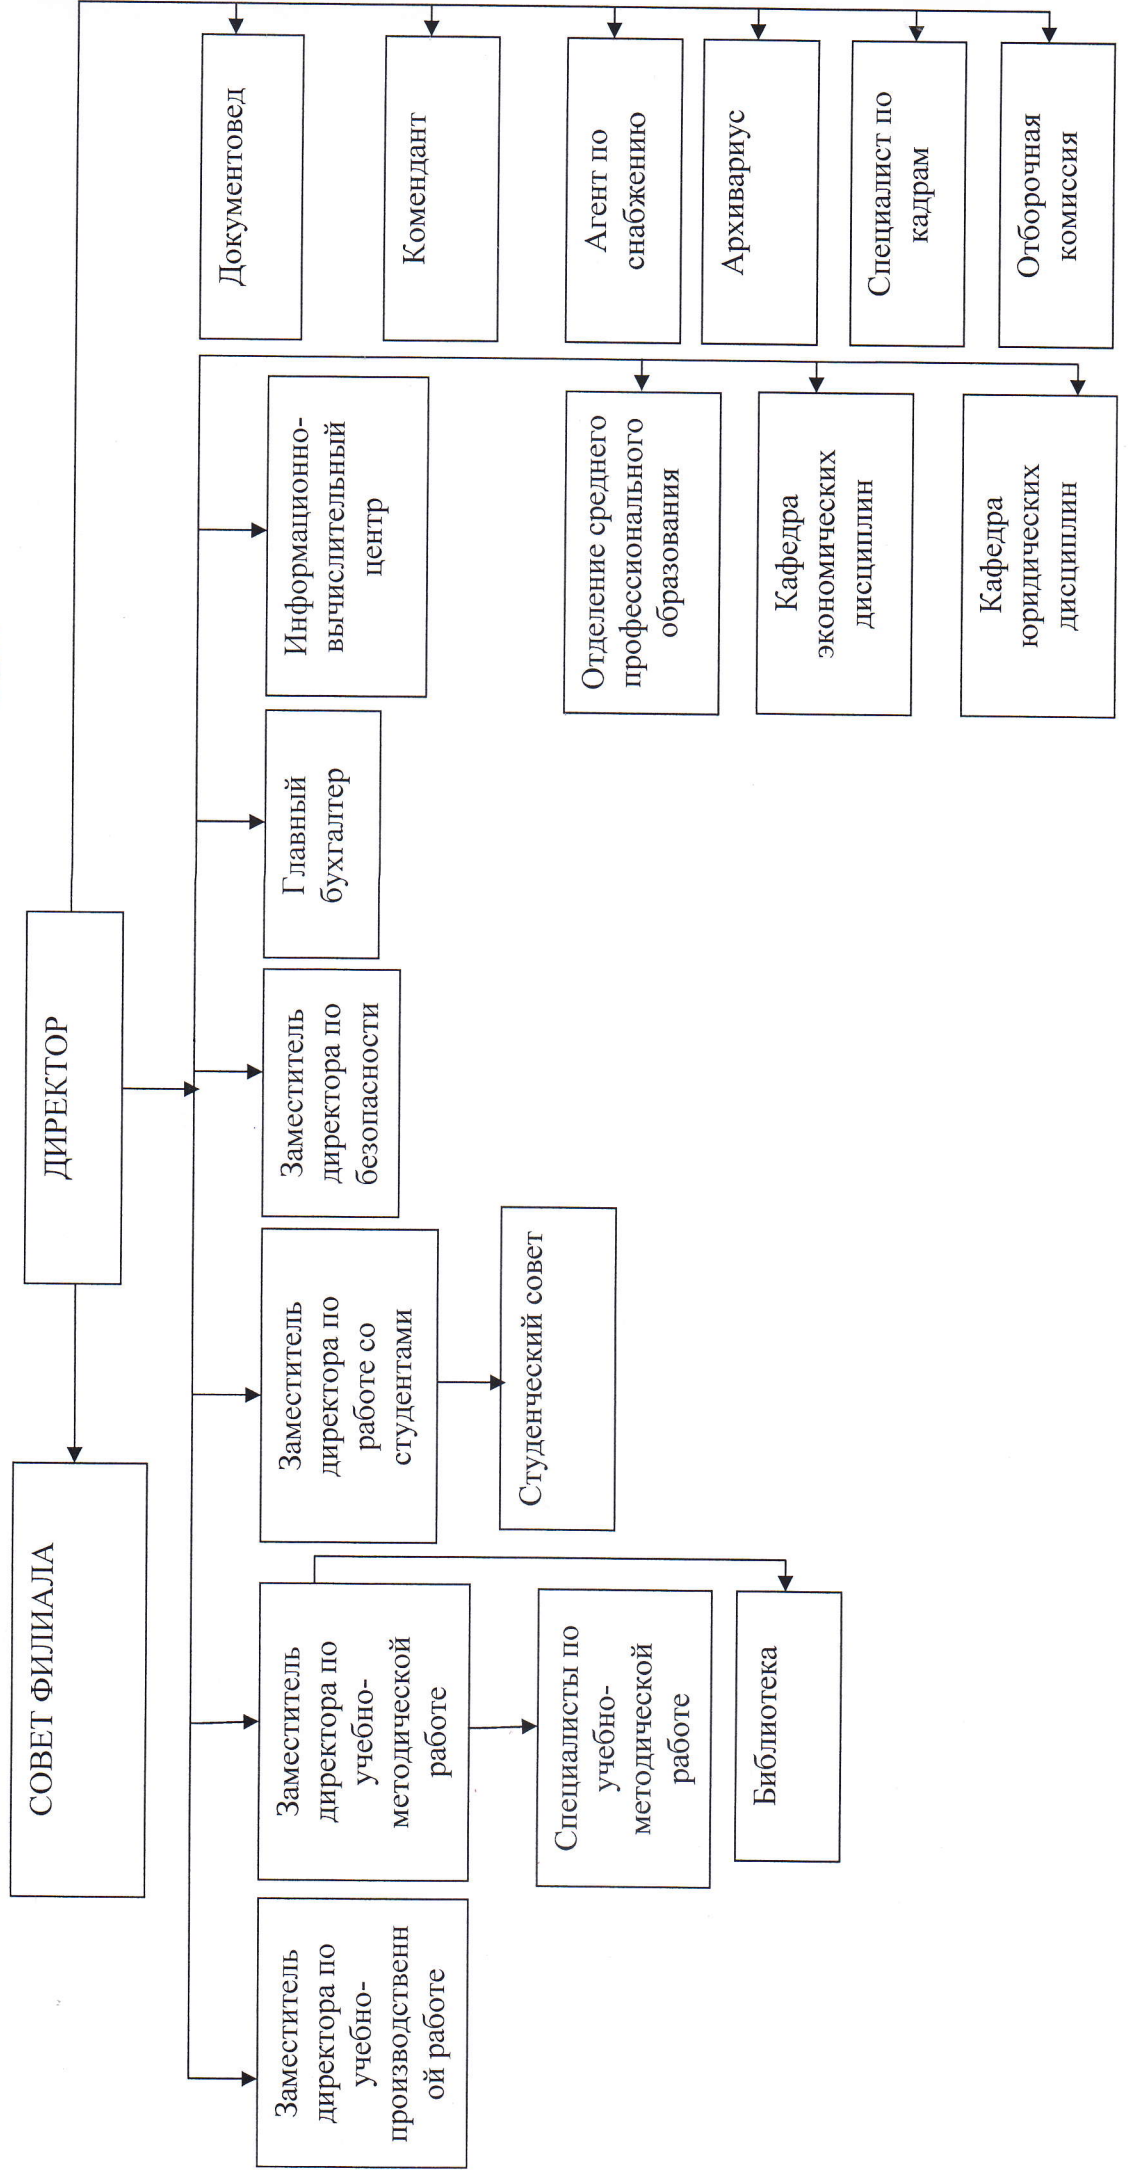 СОВЕТ ФИЛИАЛА
ДИРЕКТОР
Заместитель
директора по
учебно-
производственн
ой работе
Заместитель
директора по
учебно-
методической
работе
Заместитель
директора по
работе со
студентами
Заместитель
директора по
безопасности
Главный
бухгалтер
Информационно-
вычислительный
центр
Документовед
Комендант
Агент по
снабжению
Архивариус
Специалист по
кадрам
Отборочная
комиссия
Специалисты по
учебно-
методической
работе
Библиотека
Студенческий совет
Отделение среднего
профессионального
образования
Кафедра
экономических
дисциплин
Кафедра
юридических
дисциплин